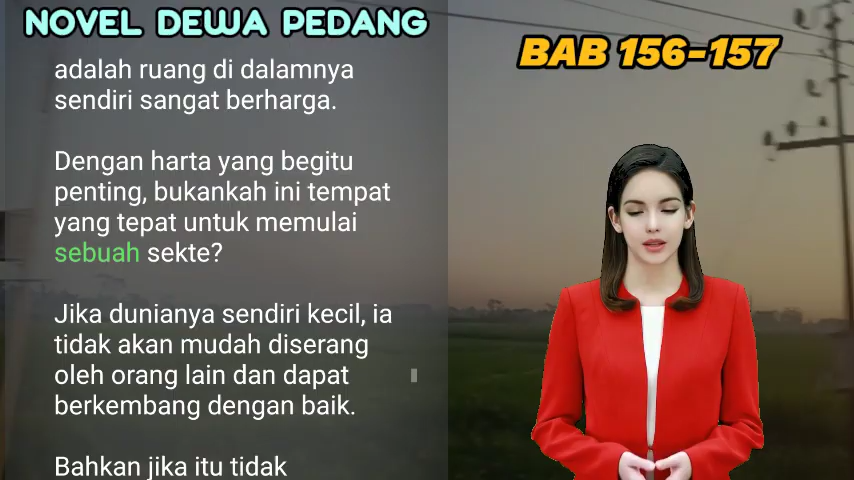 NOVEL DEWA PEDANG
BAB 156-157
adalah ruang di dalamnya
sendiri sangat berharga.
Dengan harta yang begitu
penting, bukankah ini tempat
yang tepat untuk memulai
sebuah sekte?
Jika dunianya sendiri kecil, ia
tidak akan mudah diserang
oleh orang lain dan dapat
berkembang dengan baik.
Bahkan jika itu tidak